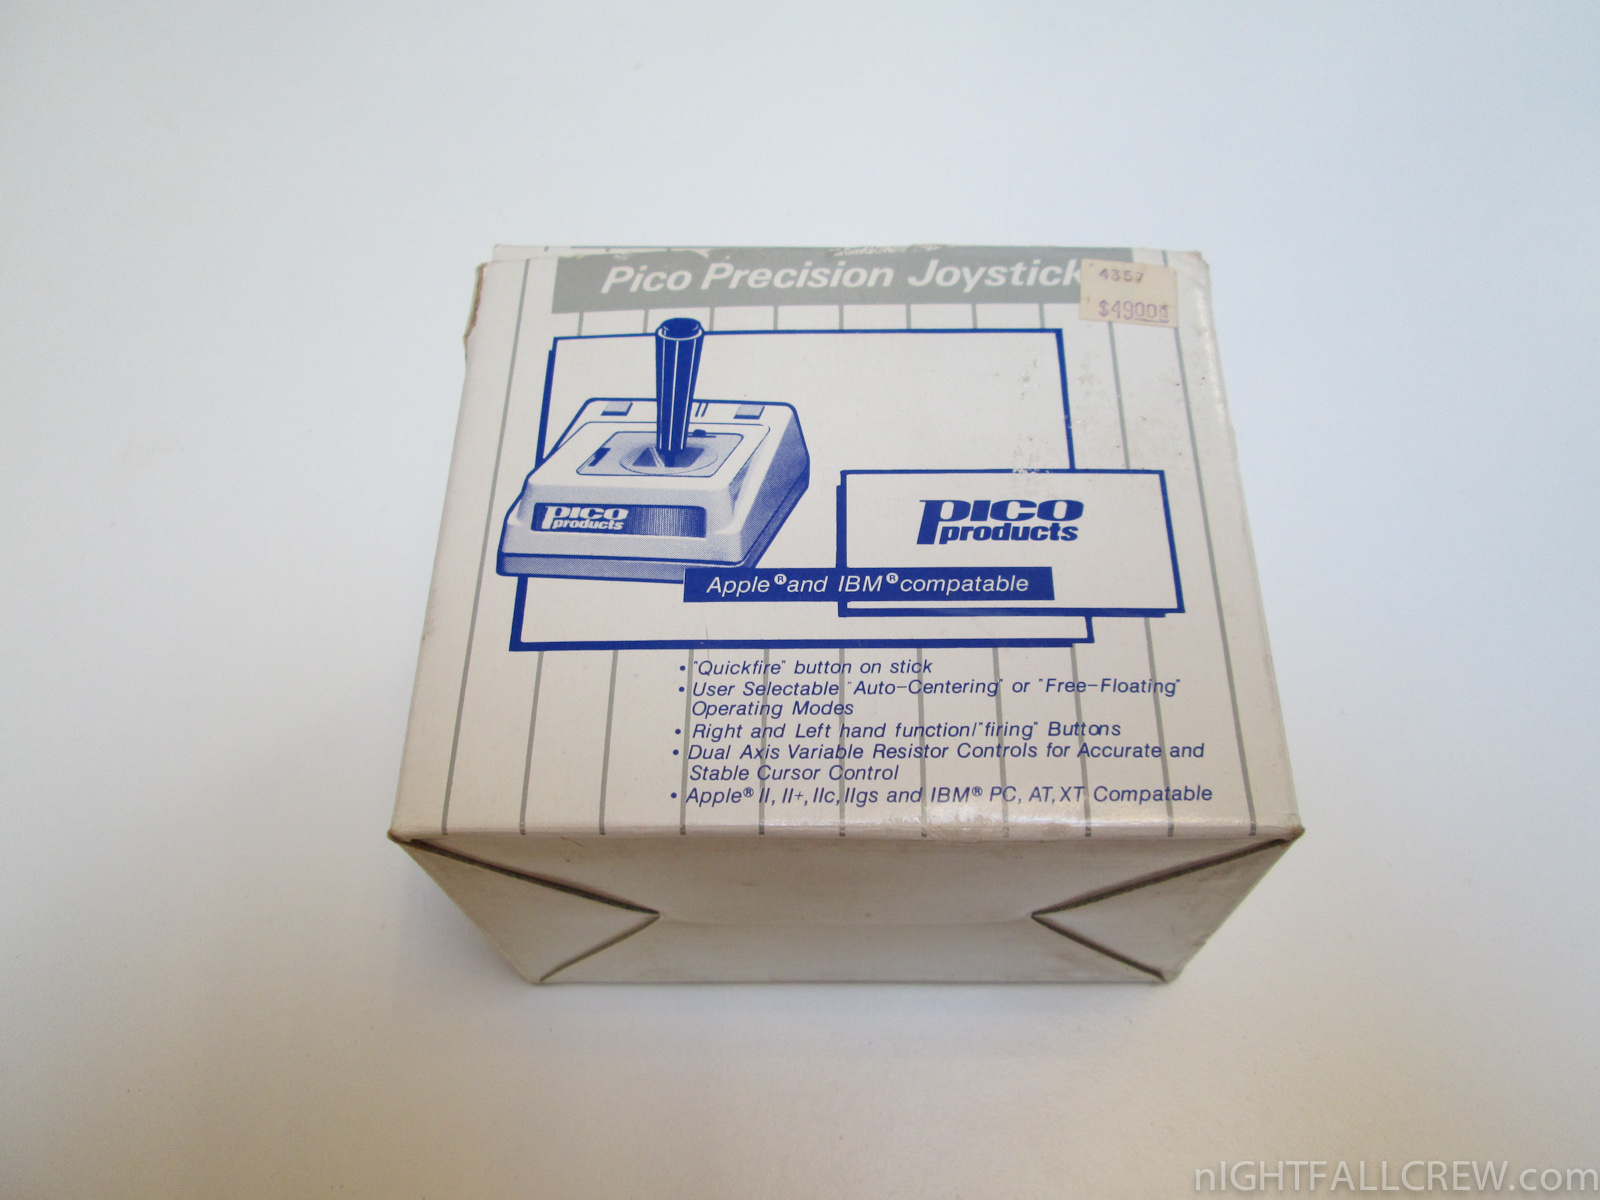 Pico Precision Joystick
4357
$4900
PICO
products
PICO
products
Apple® and IBM® compatable
• "Quickfire" button on stick
• User Selectable "Auto-Centering" or "Free-Floating"
Operating Modes
• Right and Left hand function/"firing" Buttons
• Dual Axis Variable Resistor Controls for Accurate and
Stable Cursor Control
• Apple® II, II+, IIc, IIgs and IBM® PC, AT, XT Compatable
nIGHTFALLCREW.com